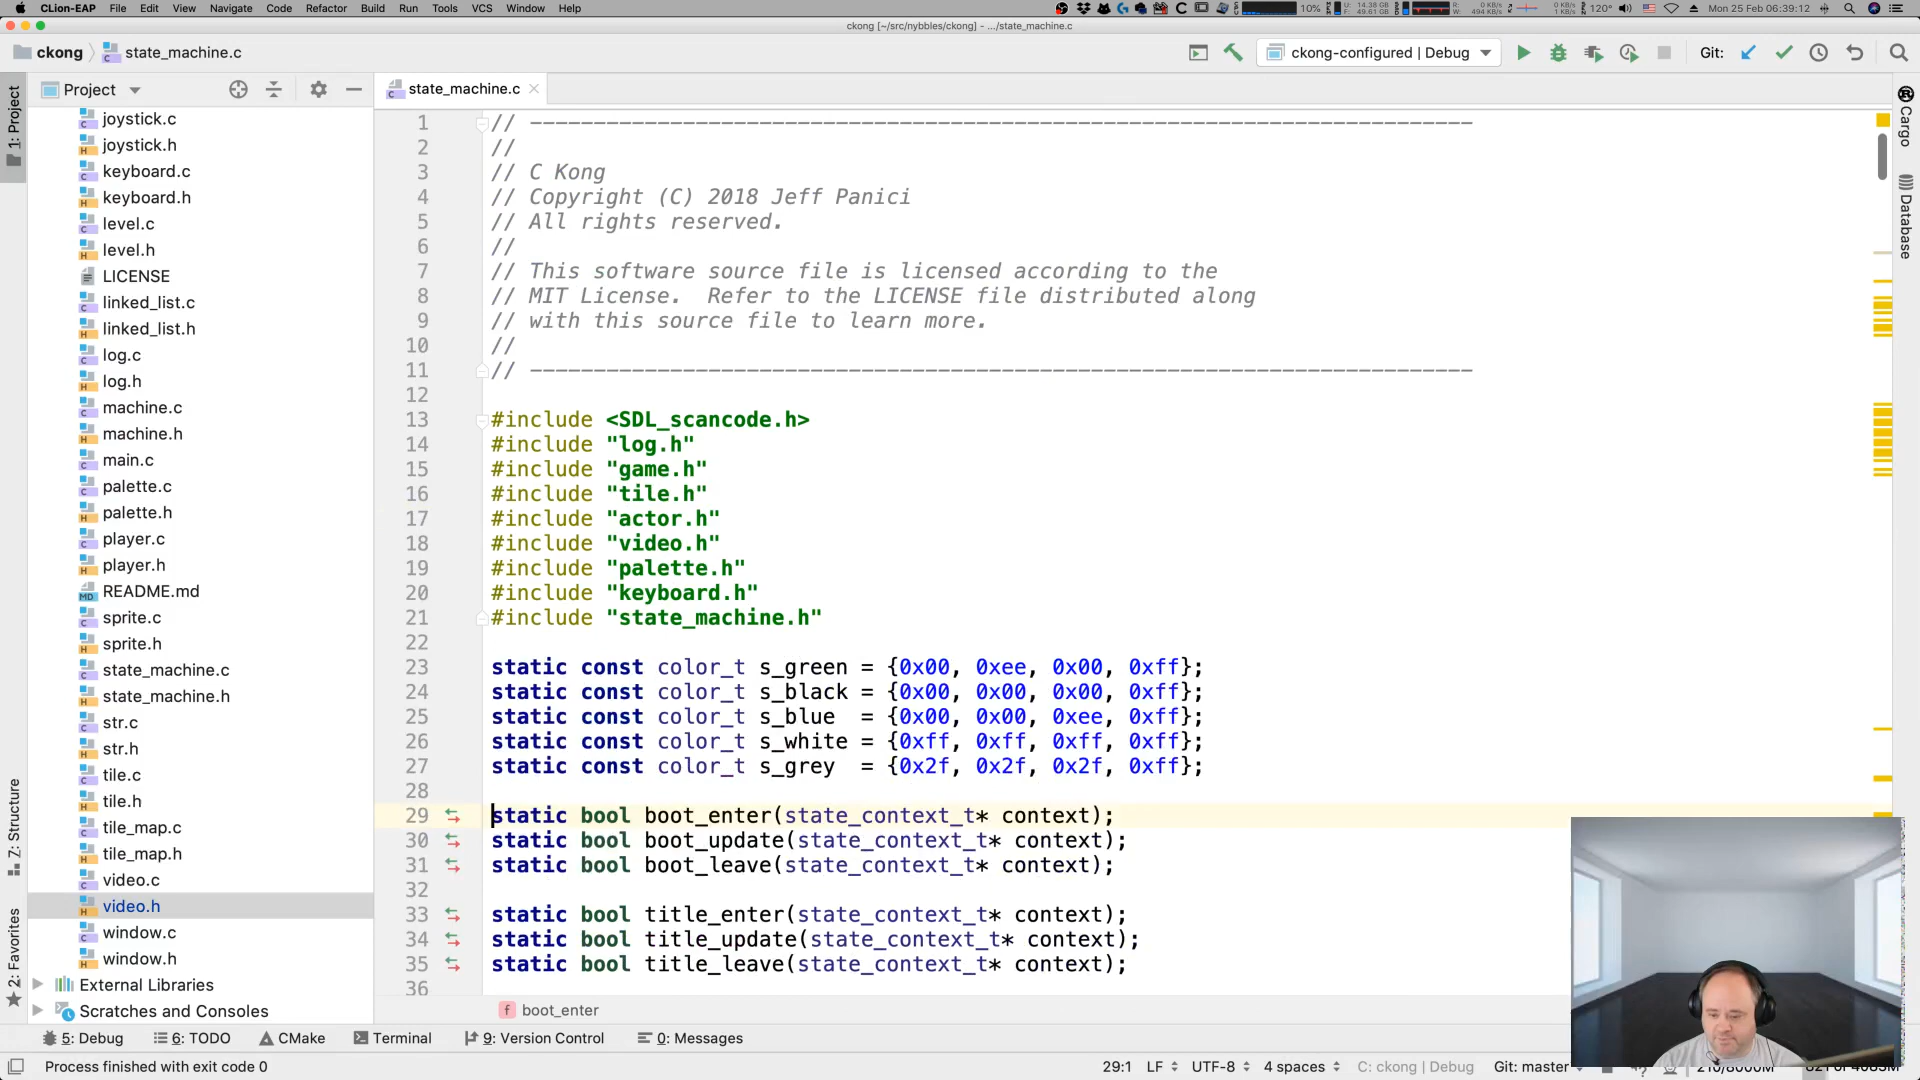 CLion-EAP File Edit View Navigate Code Refactor Build Run Tools VCS Window Help 10% 120° Mon 25 Feb 06:39:12
ckong [~/src/nybbles/ckong] - .../state_machine.c
ckong state_machine.c ckong-configured | Debug Git:
Project state_machine.c
1: Project
Z: Structure
2: Favorites
joystick.c
joystick.h
keyboard.c
keyboard.h
level.c
level.h
LICENSE
linked_list.c
linked_list.h
log.c
log.h
machine.c
machine.h
main.c
palette.c
palette.h
player.c
player.h
README.md
sprite.c
sprite.h
state_machine.c
state_machine.h
str.c
str.h
tile.c
tile.h
tile_map.c
tile_map.h
video.c
video.h
window.c
window.h
External Libraries
Scratches and Consoles
1 // --------------------------------------------------------------------------
2 //
3 // C Kong
4 // Copyright (C) 2018 Jeff Panici
5 // All rights reserved.
6 //
7 // This software source file is licensed according to the
8 // MIT License.  Refer to the LICENSE file distributed along
9 // with this source file to learn more.
10 //
11 // --------------------------------------------------------------------------
12
13 #include <SDL_scancode.h>
14 #include "log.h"
15 #include "game.h"
16 #include "tile.h"
17 #include "actor.h"
18 #include "video.h"
19 #include "palette.h"
20 #include "keyboard.h"
21 #include "state_machine.h"
22
23 static const color_t s_green = {0x00, 0xee, 0x00, 0xff};
24 static const color_t s_black = {0x00, 0x00, 0x00, 0xff};
25 static const color_t s_blue  = {0x00, 0x00, 0xee, 0xff};
26 static const color_t s_white = {0xff, 0xff, 0xff, 0xff};
27 static const color_t s_grey  = {0x2f, 0x2f, 0x2f, 0xff};
28
29 static bool boot_enter(state_context_t* context);
30 static bool boot_update(state_context_t* context);
31 static bool boot_leave(state_context_t* context);
32
33 static bool title_enter(state_context_t* context);
34 static bool title_update(state_context_t* context);
35 static bool title_leave(state_context_t* context);
36
f boot_enter
Cargo
Database
5: Debug 6: TODO CMake Terminal 9: Version Control 0: Messages
Process finished with exit code 0 29:1 LF UTF-8 4 spaces C: ckong | Debug Git: master